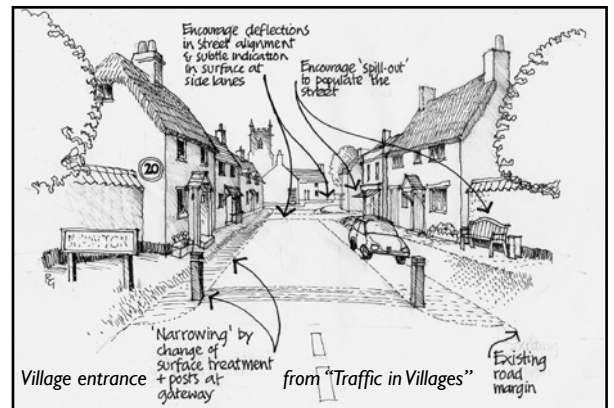 Encourage deflections
in street alignment
& subtle indication
in surface at
side lanes
Encourage 'spill-out'
to populate the
street
20
'Narrowing' by
change of
surface treatment
+ posts at
gateway
Existing
road
margin
Village entrance
from "Traffic in Villages"